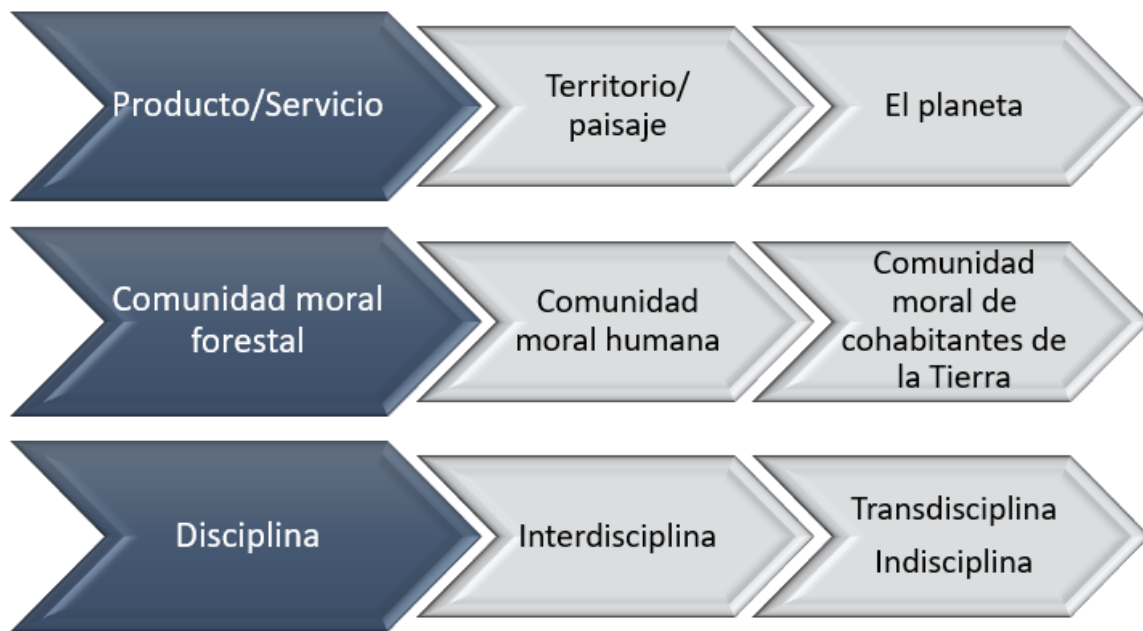 Producto/Servicio
Territorio/
paisaje
El planeta
Comunidad moral
forestal
Comunidad
moral humana
Comunidad
moral de
cohabitantes de
la Tierra
Disciplina
Interdisciplina
Transdisciplina
Indisciplina